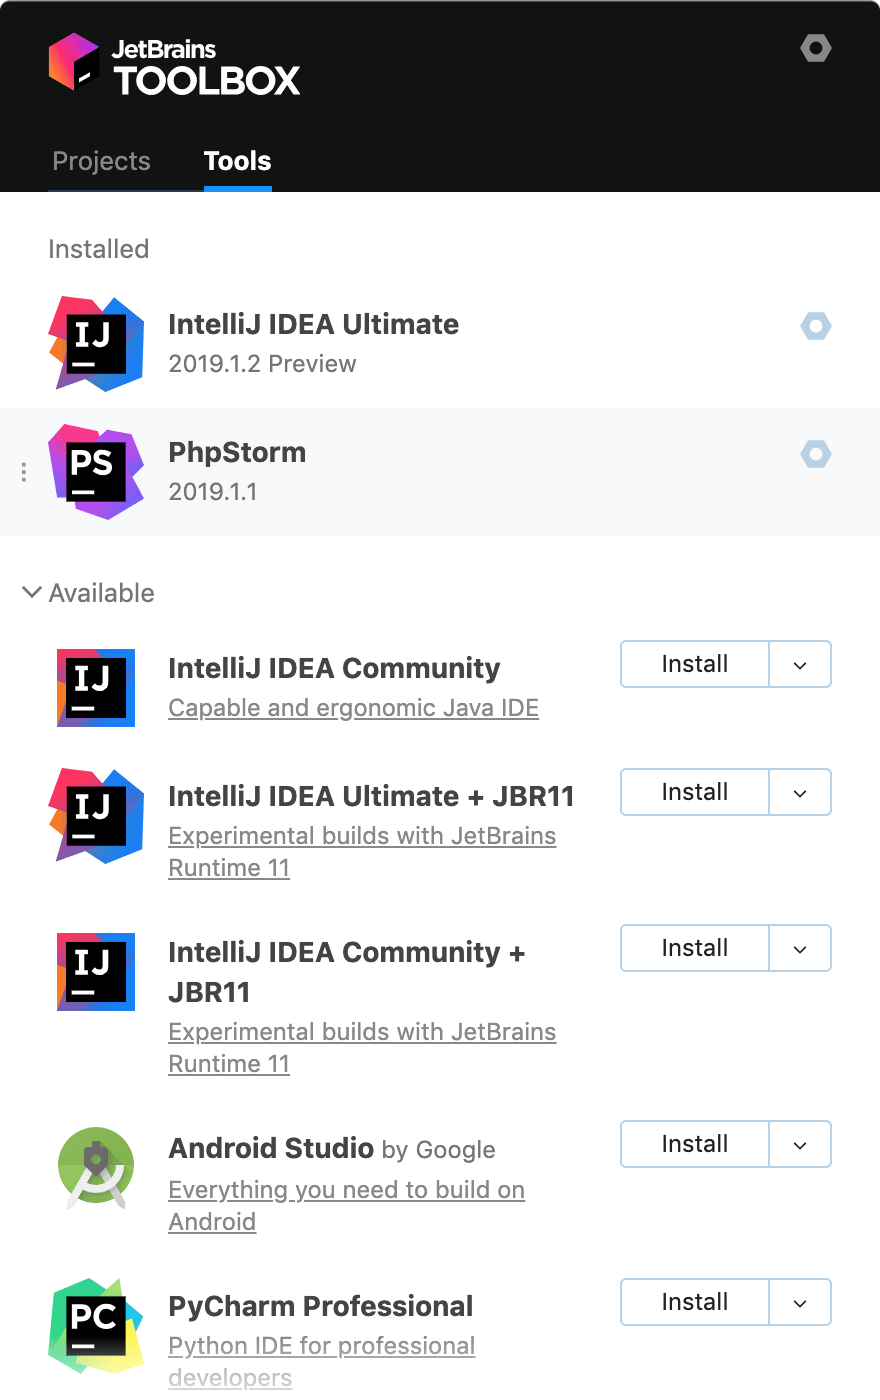 JetBrains
TOOLBOX
Projects Tools
Installed
IJ
IntelliJ IDEA Ultimate
2019.1.2 Preview
PS
PhpStorm
2019.1.1
Available
IJ
IntelliJ IDEA Community
Capable and ergonomic Java IDE
Install
IJ
IntelliJ IDEA Ultimate + JBR11
Experimental builds with JetBrains
Runtime 11
Install
IJ
IntelliJ IDEA Community +
JBR11
Experimental builds with JetBrains
Runtime 11
Install
Android Studio by Google
Everything you need to build on
Android
Install
PC
PyCharm Professional
Python IDE for professional
developers
Install